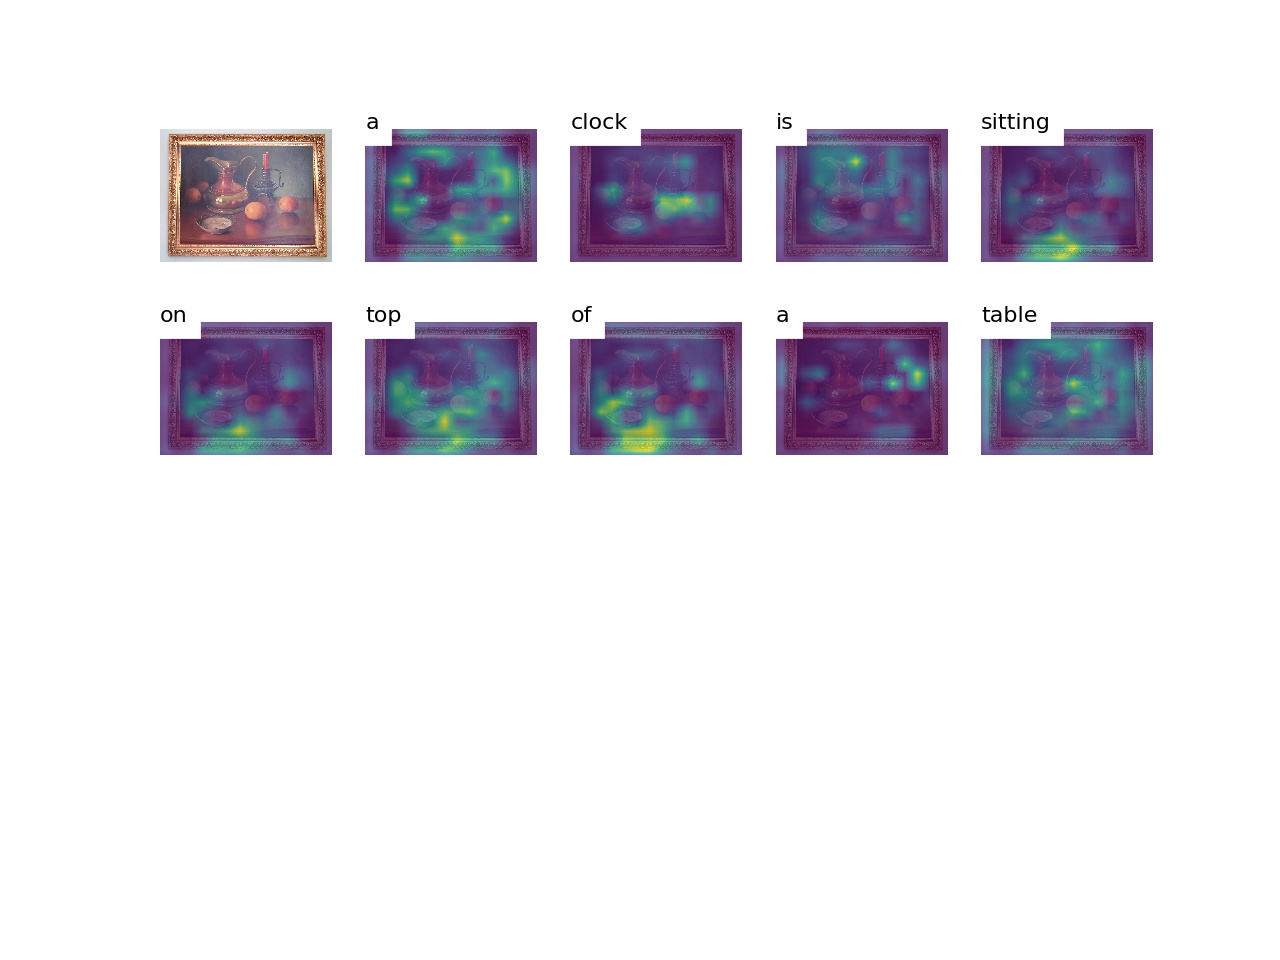 a clock is sitting
on top of a table